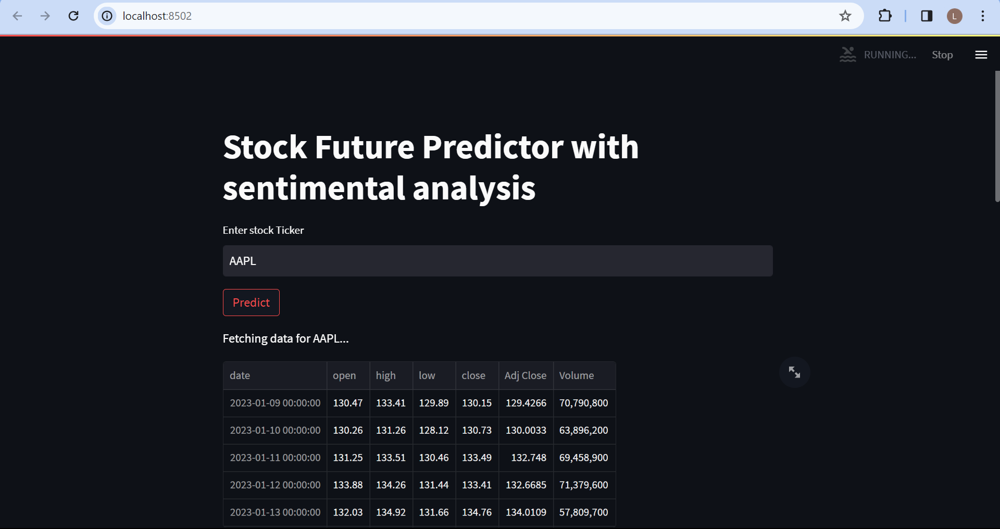 localhost:8502
L
RUNNING... Stop
Stock Future Predictor with
sentimental analysis
Enter stock Ticker
AAPL
Predict
Fetching data for AAPL...
date open high low close Adj Close Volume
2023-01-09 00:00:00 130.47 133.41 129.89 130.15 129.4266 70,790,800
2023-01-10 00:00:00 130.26 131.26 128.12 130.73 130.0033 63,896,200
2023-01-11 00:00:00 131.25 133.51 130.46 133.49 132.748 69,458,900
2023-01-12 00:00:00 133.88 134.26 131.44 133.41 132.6685 71,379,600
2023-01-13 00:00:00 132.03 134.92 131.66 134.76 134.0109 57,809,700